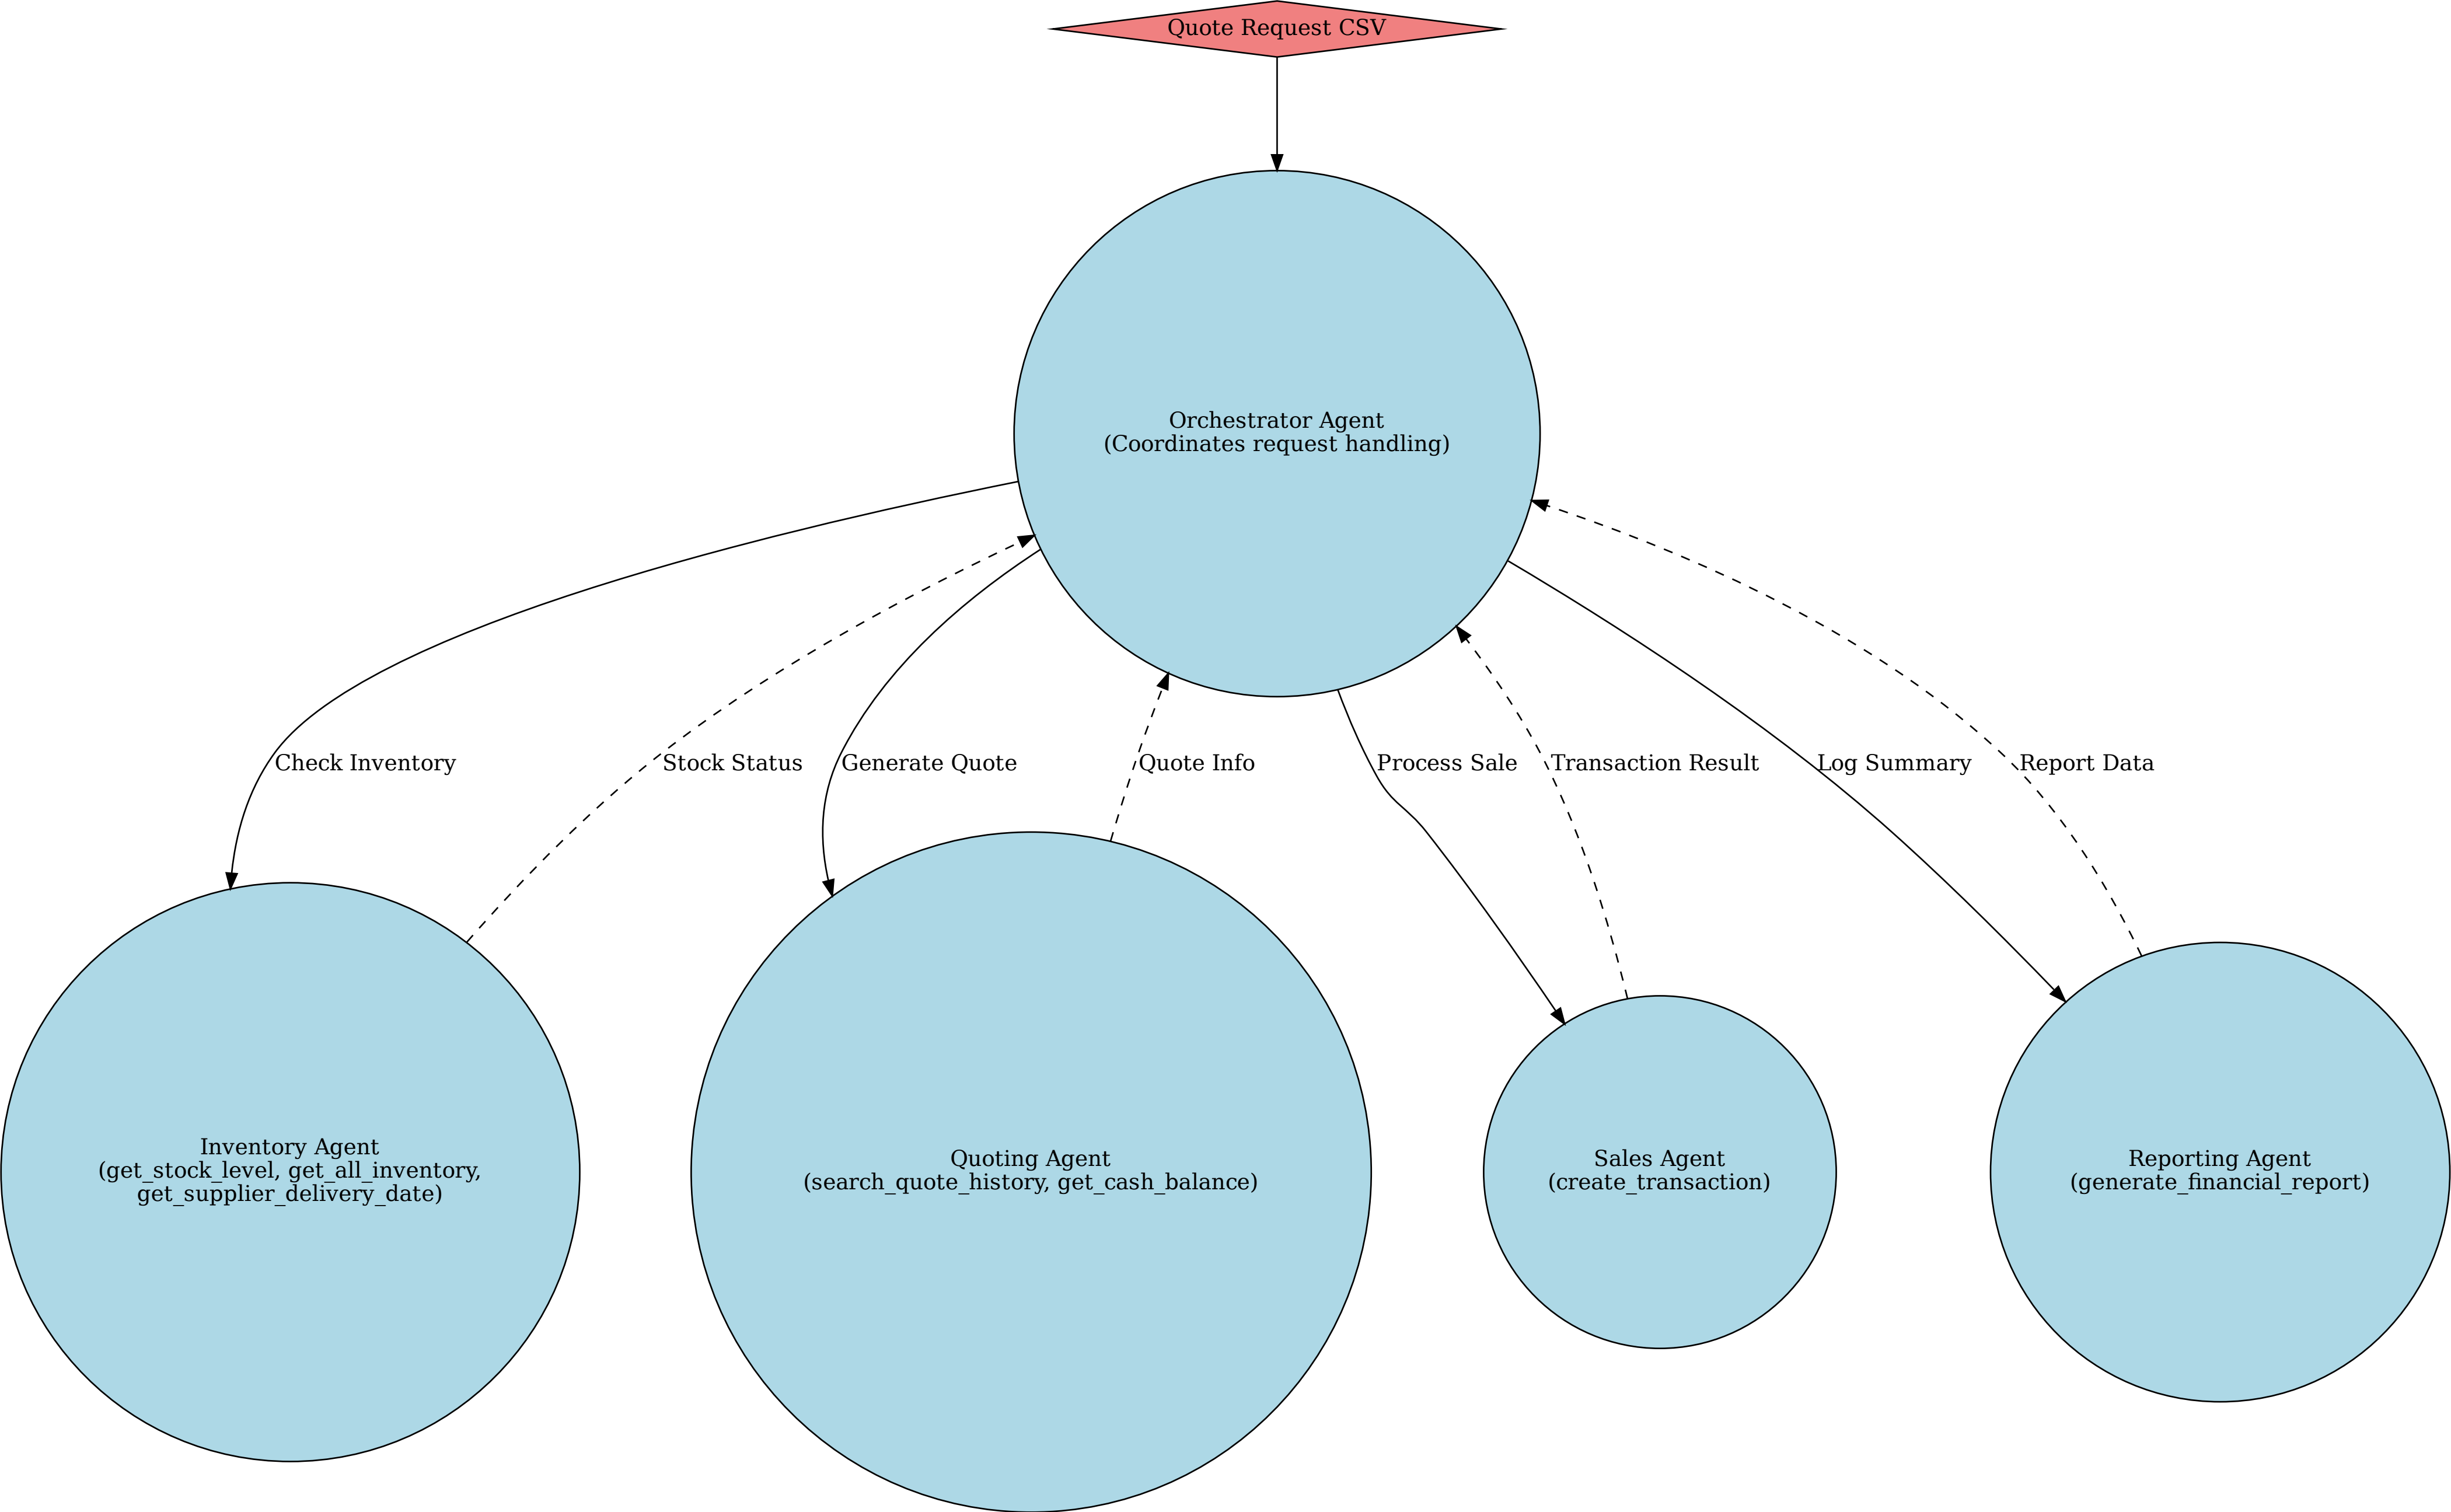 Quote Request CSV
Orchestrator Agent
(Coordinates request handling)
Check Inventory
Stock Status
Generate Quote
Quote Info
Process Sale
Transaction Result
Log Summary
Report Data
Inventory Agent
(get_stock_level, get_all_inventory,
get_supplier_delivery_date)
Quoting Agent
(search_quote_history, get_cash_balance)
Sales Agent
(create_transaction)
Reporting Agent
(generate_financial_report)